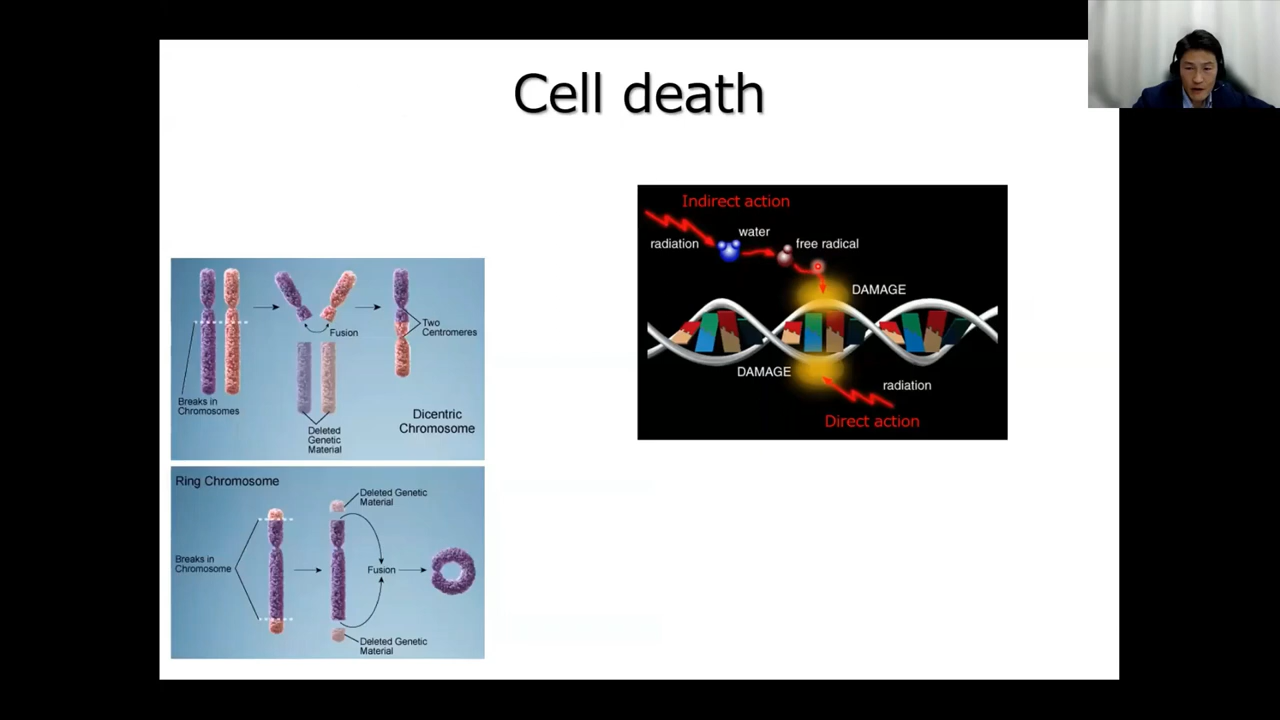 Cell death
Fusion
Two
Centromeres
Breaks in
Chromosomes
Deleted
Genetic
Material
Dicentric
Chromosome
Ring Chromosome
Deleted Genetic
Material
Breaks in
Chromosome
Fusion
Deleted Genetic
Material
Indirect action
radiation
water
free radical
DAMAGE
DAMAGE
radiation
Direct action